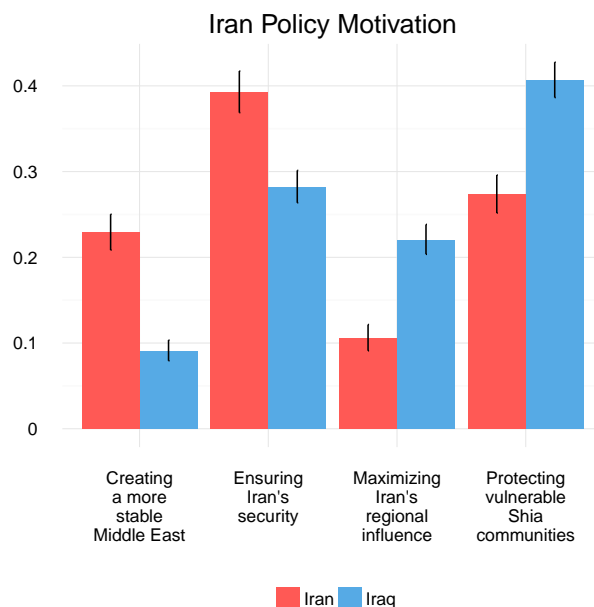 Iran Policy Motivation
0.4
0.3
0.2
0.1
0
Creating
a more
stable
Middle East
Ensuring
Iran's
security
Maximizing
Iran's
regional
influence
Protecting
vulnerable
Shia
communities
Iran Iraq